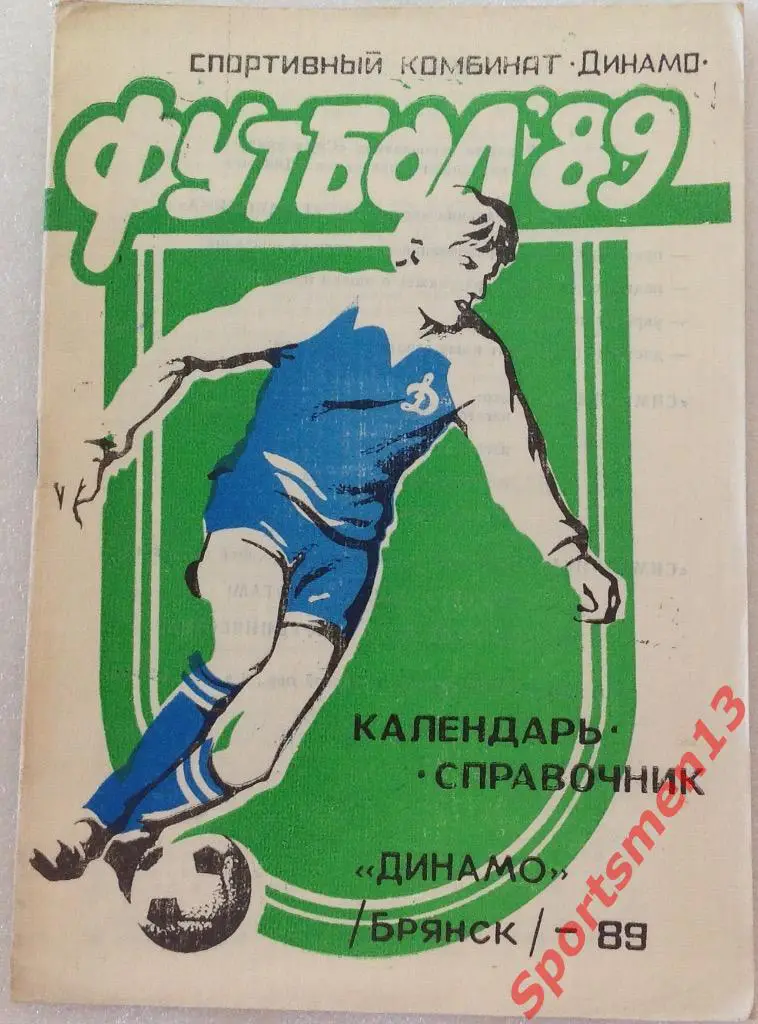 СПОРТИВНЫЙ КОМБИНАТ ·ДИНАМО·
ФУТБОЛ'89
Д
КАЛЕНДАРЬ·
·СПРАВОЧНИК
«ДИНАМО»
/БРЯНСК/ – 89
Sportsmen13